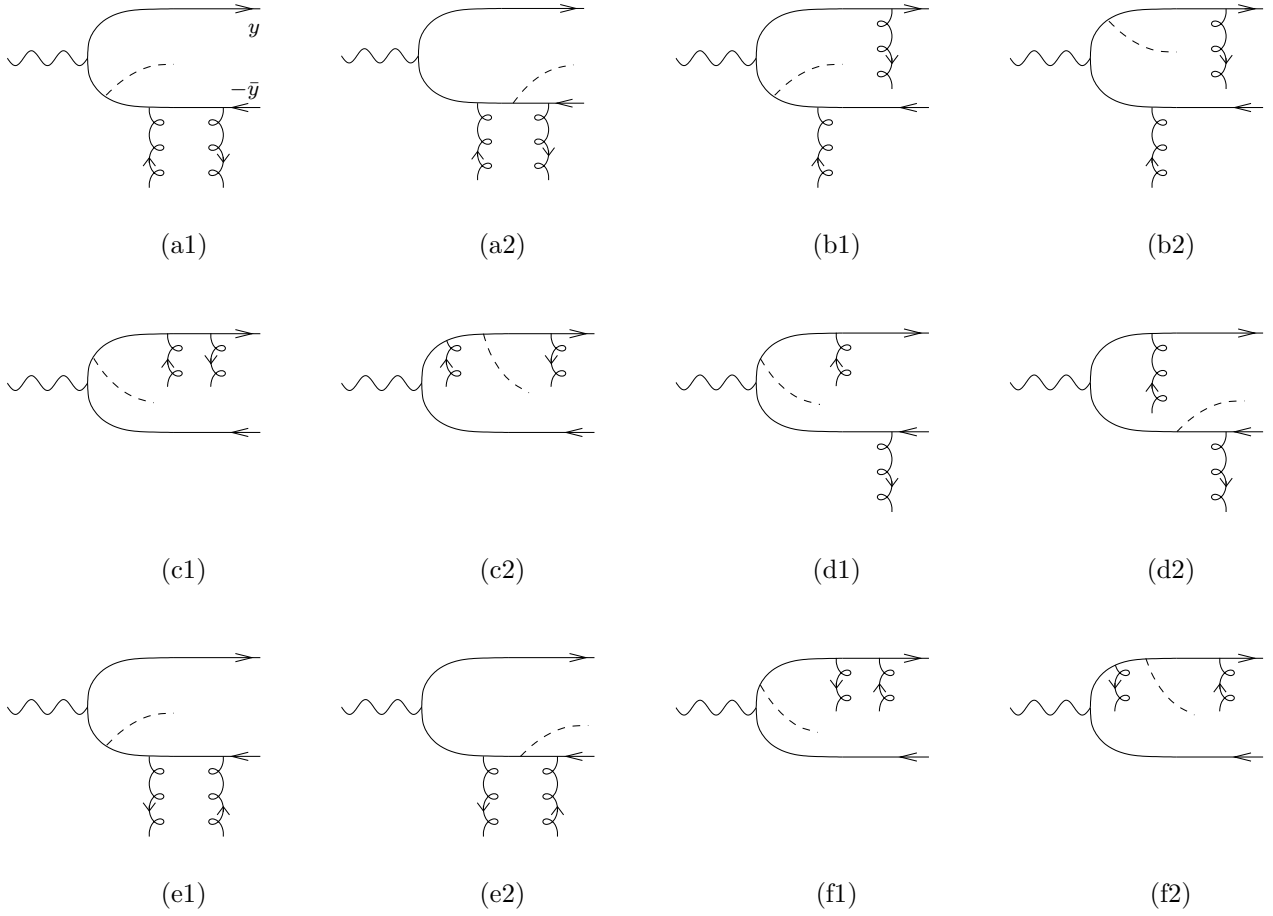 y
−ȳ
(a1) (a2) (b1) (b2)
(c1) (c2) (d1) (d2)
(e1) (e2) (f1) (f2)